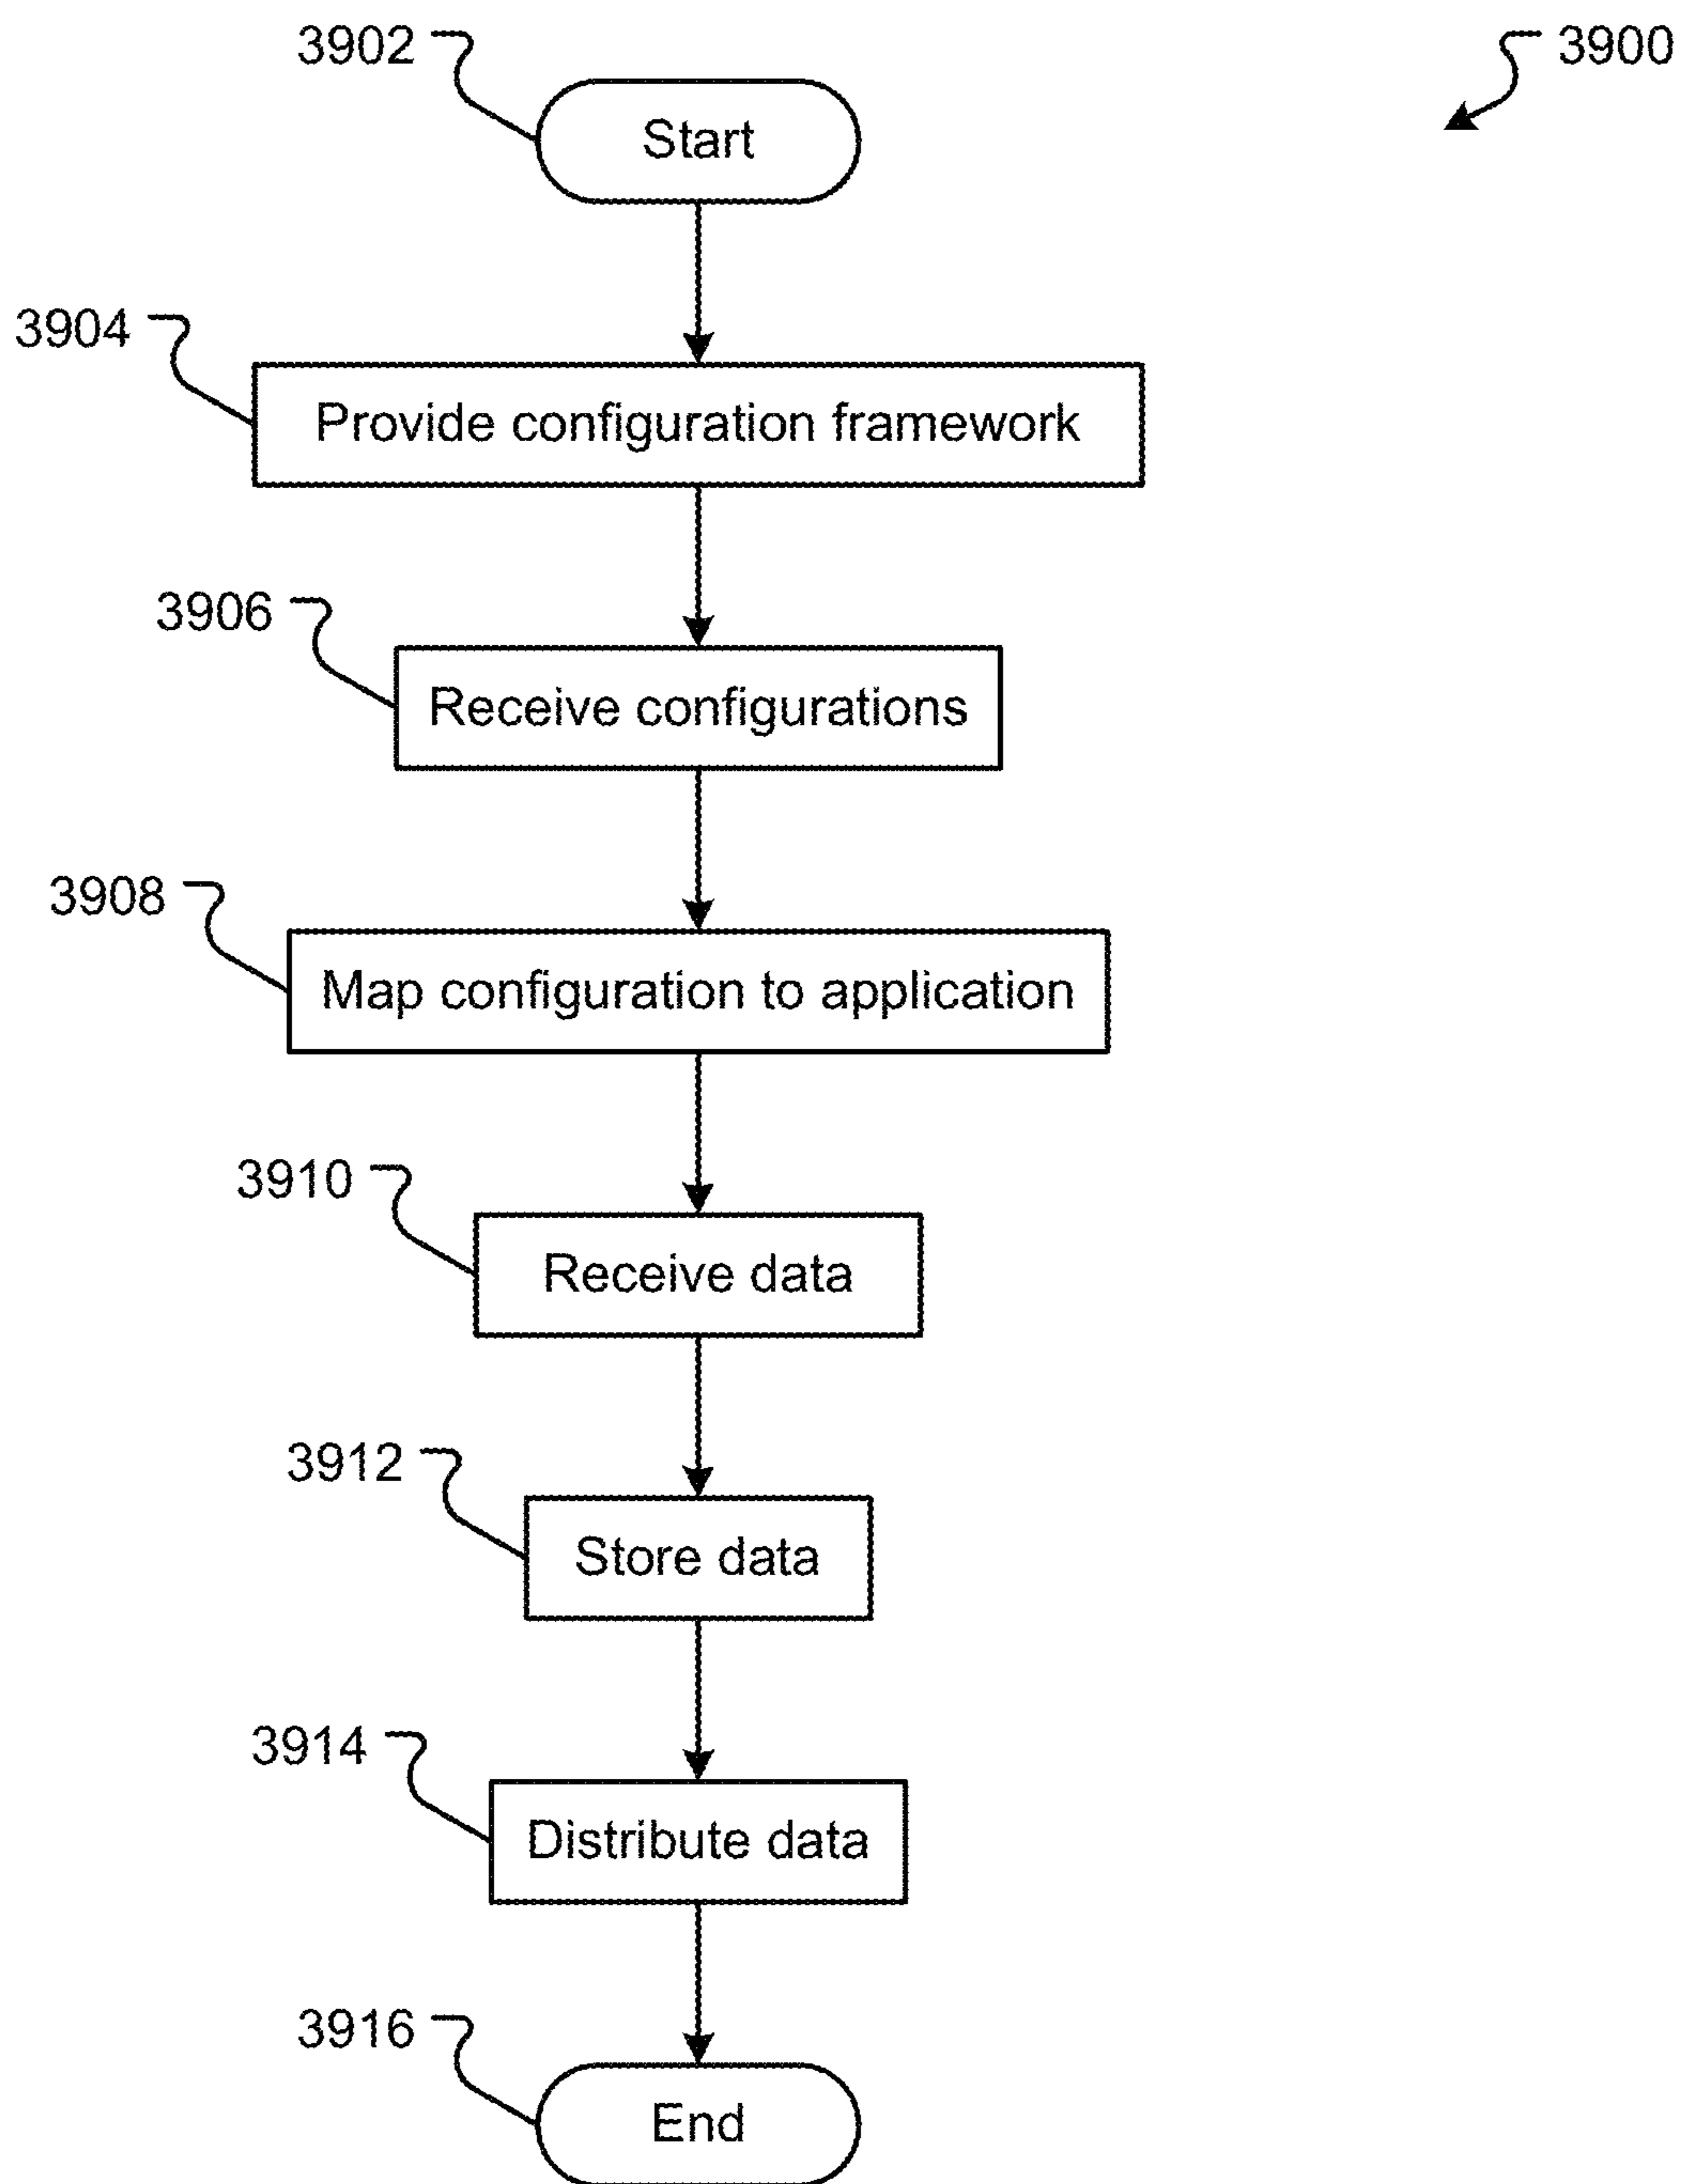 3902
3900
Start
3904
Provide configuration framework
3906
Receive configurations
3908
Map configuration to application
3910
Receive data
3912
Store data
3914
Distribute data
3916
End